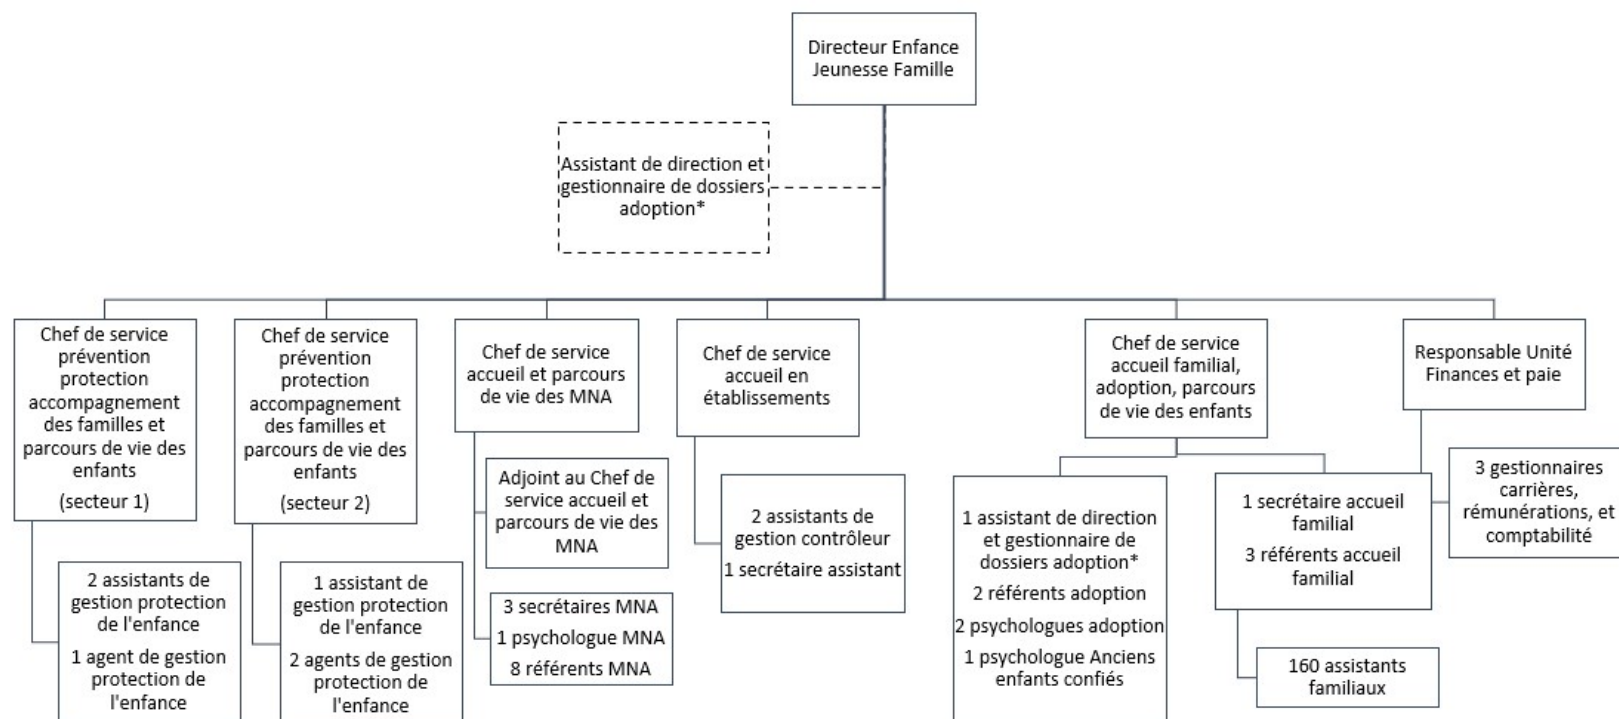 Directeur Enfance
Jeunesse Famille
Assistant de direction et
gestionnaire de dossiers
adoption*
Chef de service
prévention
protection
accompagnement
des familles et
parcours de vie des
enfants
(secteur 1)
2 assistants de
gestion protection
de l'enfance
1 agent de gestion
protection de
l'enfance
Chef de service
prévention
protection
accompagnement
des familles et
parcours de vie des
enfants
(secteur 2)
1 assistant de
gestion protection
de l'enfance
2 agents de gestion
protection de
l'enfance
Chef de service
accueil et parcours
de vie des MNA
Adjoint au Chef de
service accueil et
parcours de vie des
MNA
3 secrétaires MNA
1 psychologue MNA
8 référents MNA
Chef de service
accueil en
établissements
2 assistants de
gestion contrôleur
1 secrétaire assistant
Chef de service
accueil familial,
adoption, parcours
de vie des enfants
1 assistant de direction
et gestionnaire de
dossiers adoption*
2 référents adoption
2 psychologues adoption
1 psychologue Anciens
enfants confiés
1 secrétaire accueil
familial
3 référents accueil
familial
160 assistants
familiaux
Responsable Unité
Finances et paie
3 gestionnaires
carrières,
rémunérations, et
comptabilité